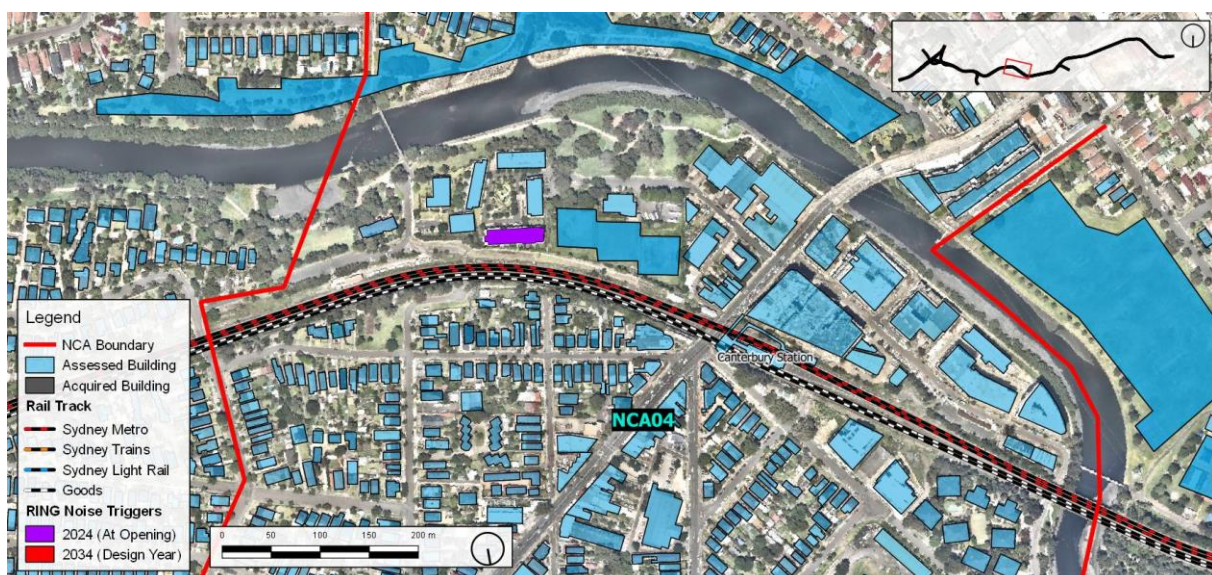 Canterbury Station
NCA04
Legend
NCA Boundary
Assessed Building
Acquired Building
Rail Track
Sydney Metro
Sydney Trains
Sydney Light Rail
Goods
RING Noise Triggers
2024 (At Opening)
2034 (Design Year)
0 50 100 150 200 m